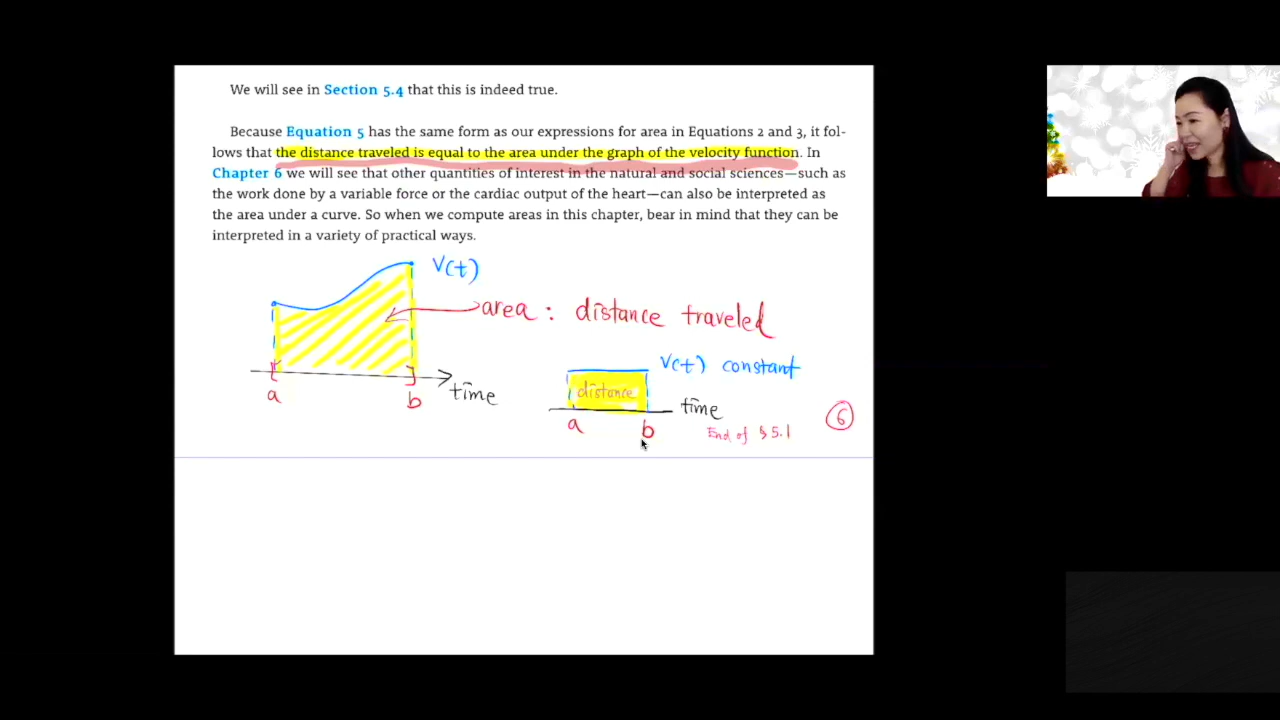 We will see in Section 5.4 that this is indeed true.
Because Equation 5 has the same form as our expressions for area in Equations 2 and 3, it fol-
lows that the distance traveled is equal to the area under the graph of the velocity function. In
Chapter 6 we will see that other quantities of interest in the natural and social sciences—such as
the work done by a variable force or the cardiac output of the heart—can also be interpreted as
the area under a curve. So when we compute areas in this chapter, bear in mind that they can be
interpreted in a variety of practical ways.
V(t)
area : distance traveled
V(t) constant
distance
time
a
b
time
a
b
End of § 5.1
6